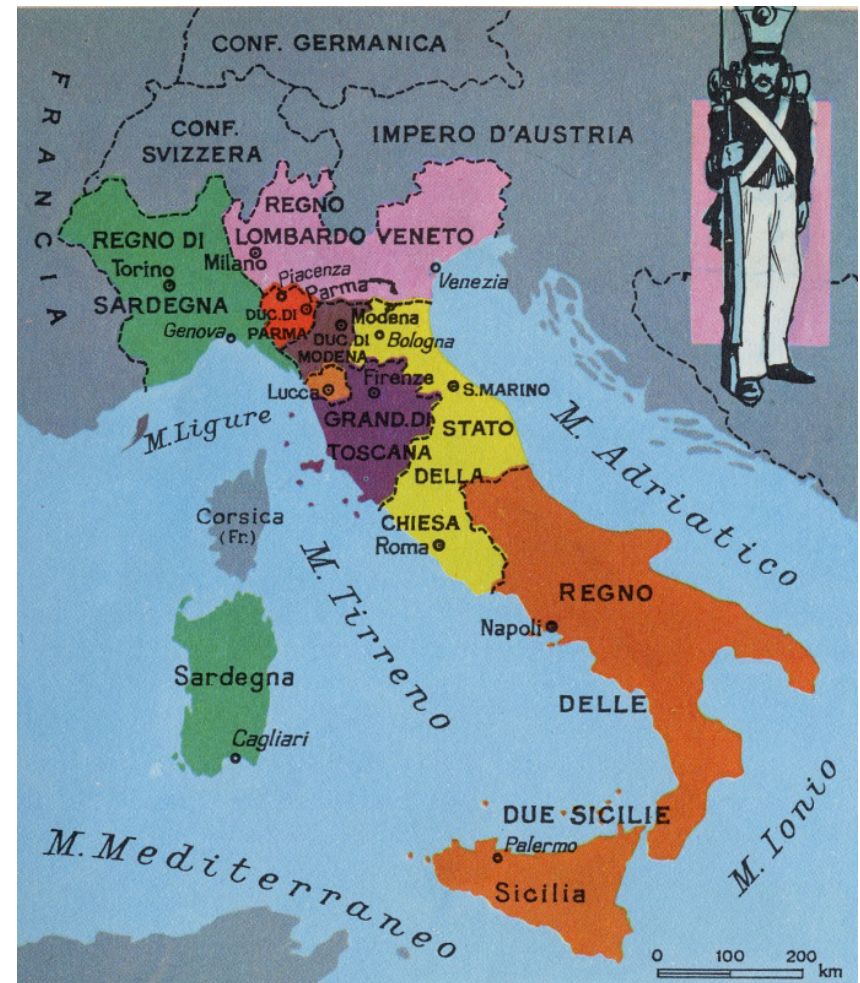 CONF. GERMANICA
FRANCIA
CONF.
SVIZZERA
IMPERO D'AUSTRIA
REGNO
LOMBARDO VENETO
REGNO DI
SARDEGNA
Torino
Milano
Genova
Piacenza
Parma
Venezia
DUC. DI
PARMA
Modena
DUC. DI
MODENA
Bologna
Lucca
Firenze
S. MARINO
GRAND. DI
TOSCANA
STATO
DELLA
CHIESA
Roma
M. Ligure
M. Adriatico
Corsica
(Fr.)
M. Tirreno
REGNO
DELLE
DUE SICILIE
Napoli
Sardegna
Cagliari
Palermo
Sicilia
M. Ionio
M. Mediterraneo
0 100 200
km